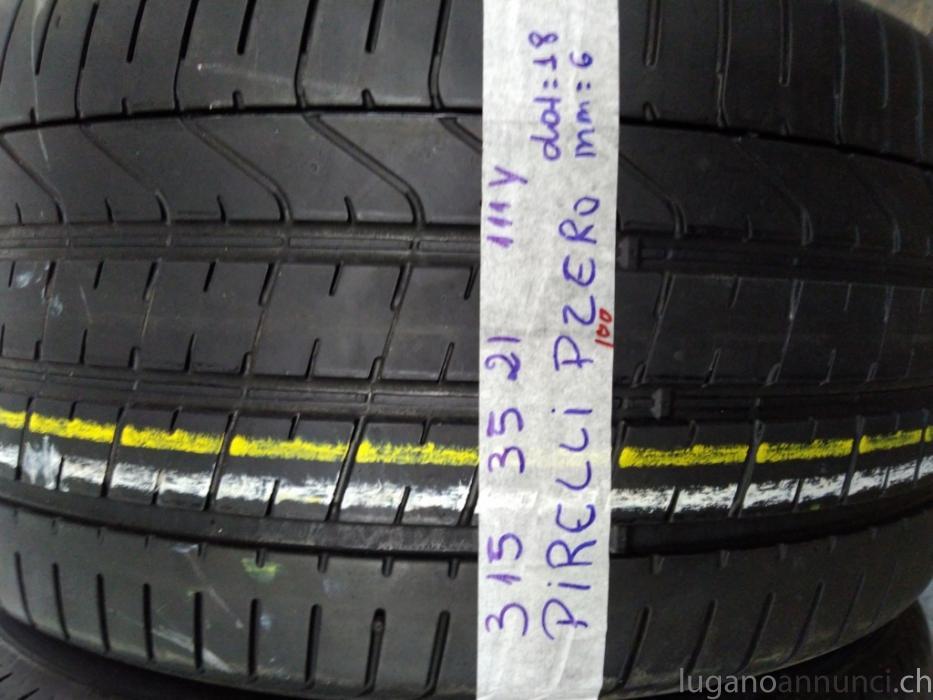 315 35 21 111Y
PiRELLi PZERO dot=18
mm=6
100
luganoannunci.ch